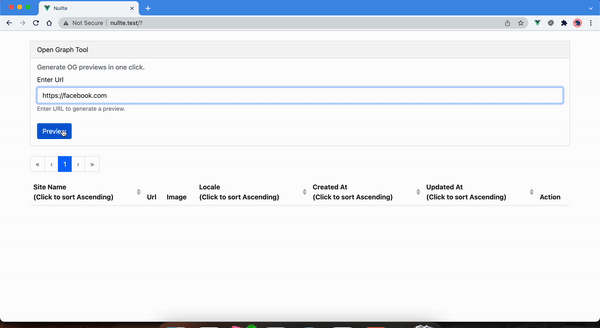 Nullite
Not Secure | nullite.test/?
Open Graph Tool
Generate OG previews in one click.
Enter Url
https://facebook.com
Enter URL to generate a preview.
Preview
« ‹ 1 › »
Site Name (Click to sort Ascending) Url Image Locale (Click to sort Ascending) Created At (Click to sort Ascending) Updated At (Click to sort Ascending) Action